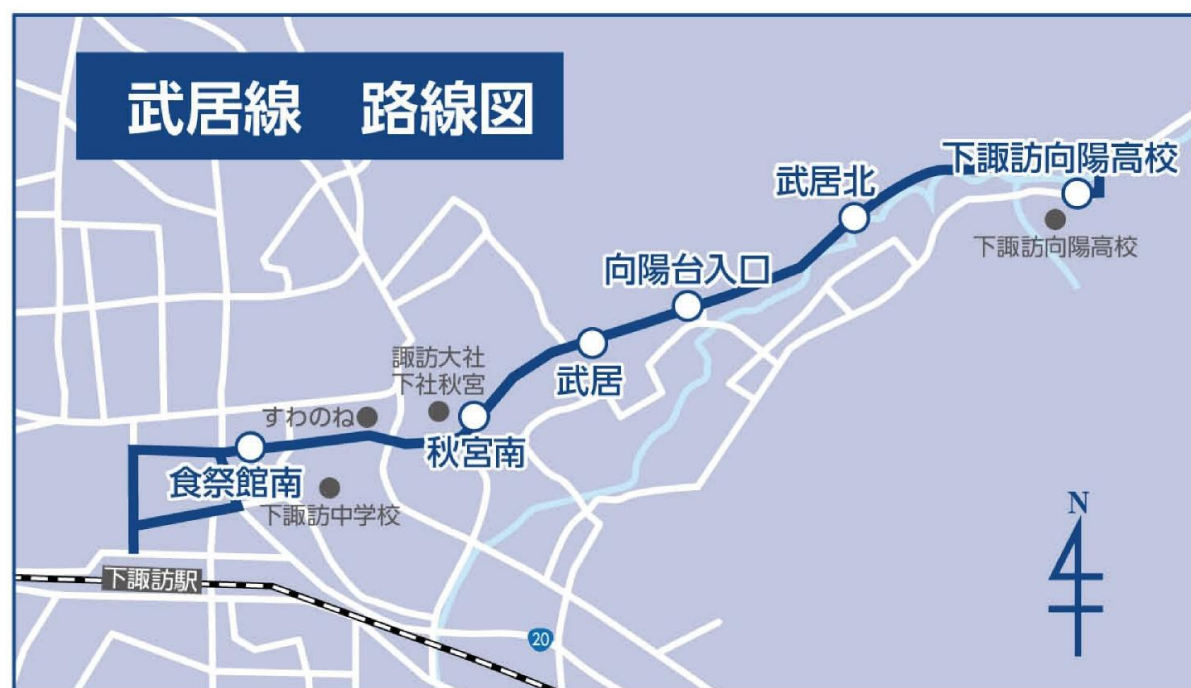 武居線　路線図
下諏訪向陽高校
武居北
下諏訪向陽高校
向陽台入口
武居
諏訪大社
下社秋宮
すわのね
秋宮南
食祭館南
下諏訪中学校
N
下諏訪駅
20